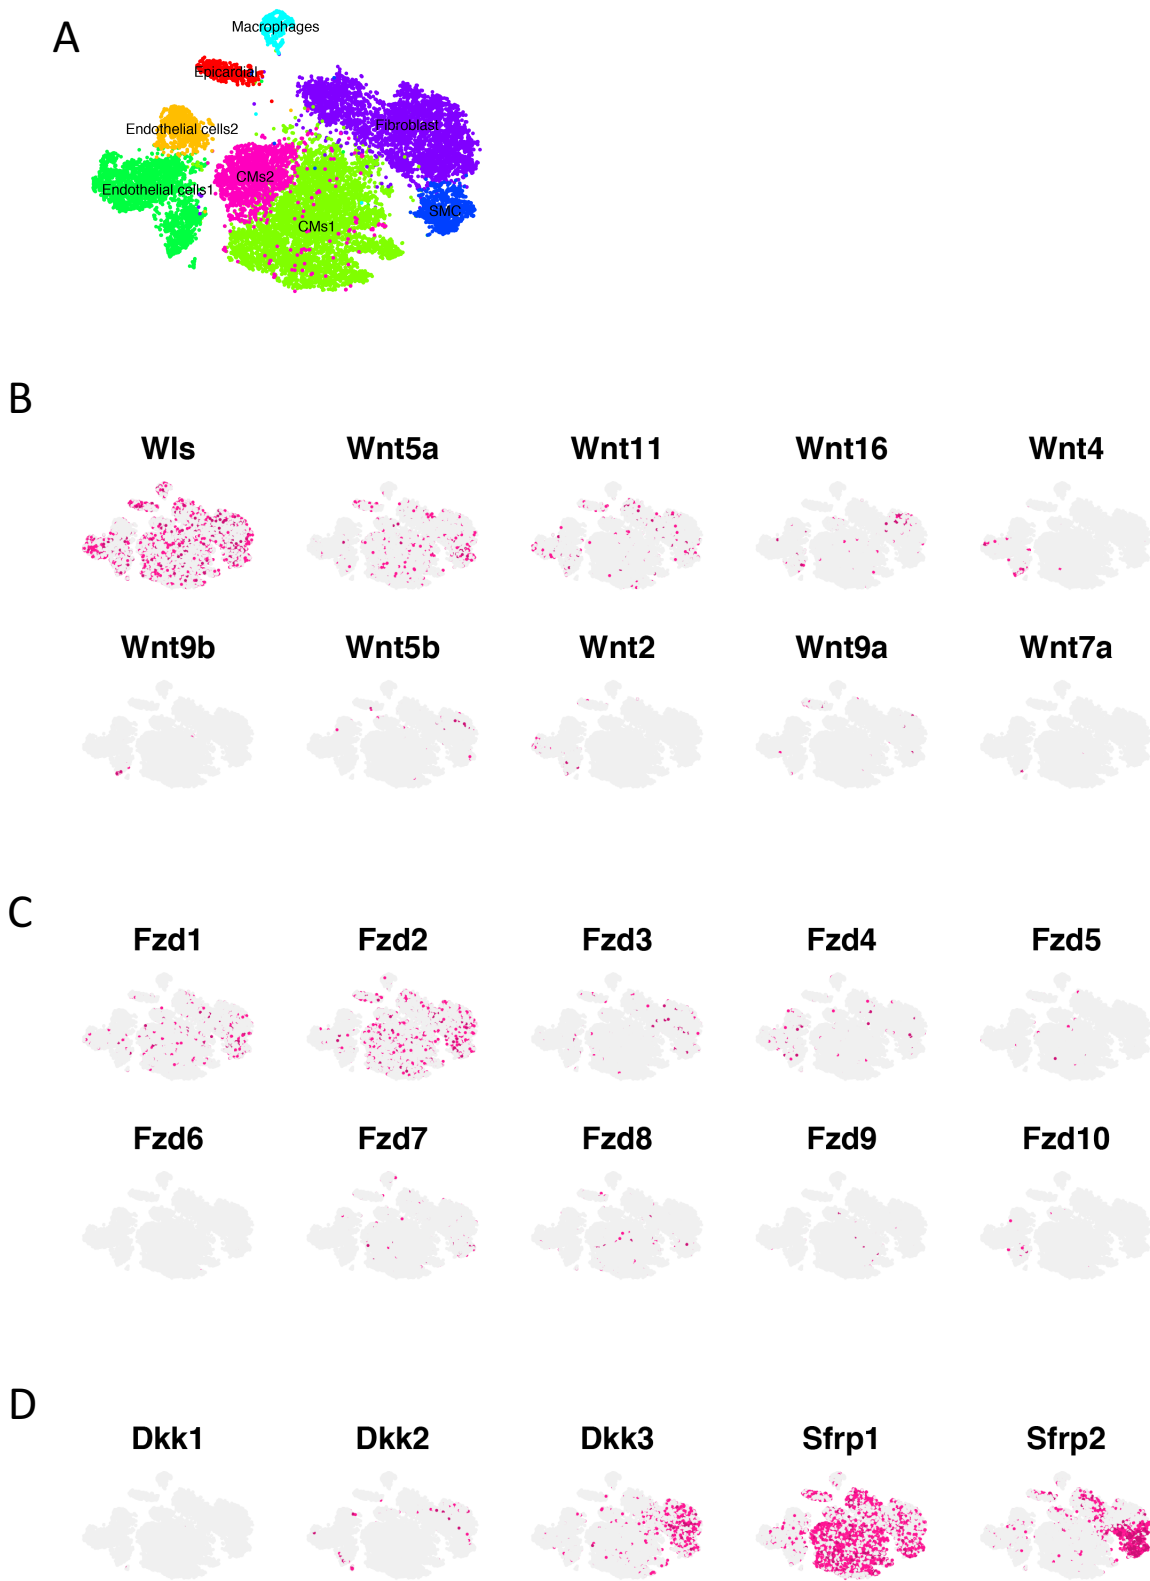 A
Macrophages
Epicardial
Endothelial cells2
Fibroblast
CMs2
Endothelial cells1
SMC
CMs1
B
Wls Wnt5a Wnt11 Wnt16 Wnt4
Wnt9b Wnt5b Wnt2 Wnt9a Wnt7a
C
Fzd1 Fzd2 Fzd3 Fzd4 Fzd5
Fzd6 Fzd7 Fzd8 Fzd9 Fzd10
D
Dkk1 Dkk2 Dkk3 Sfrp1 Sfrp2